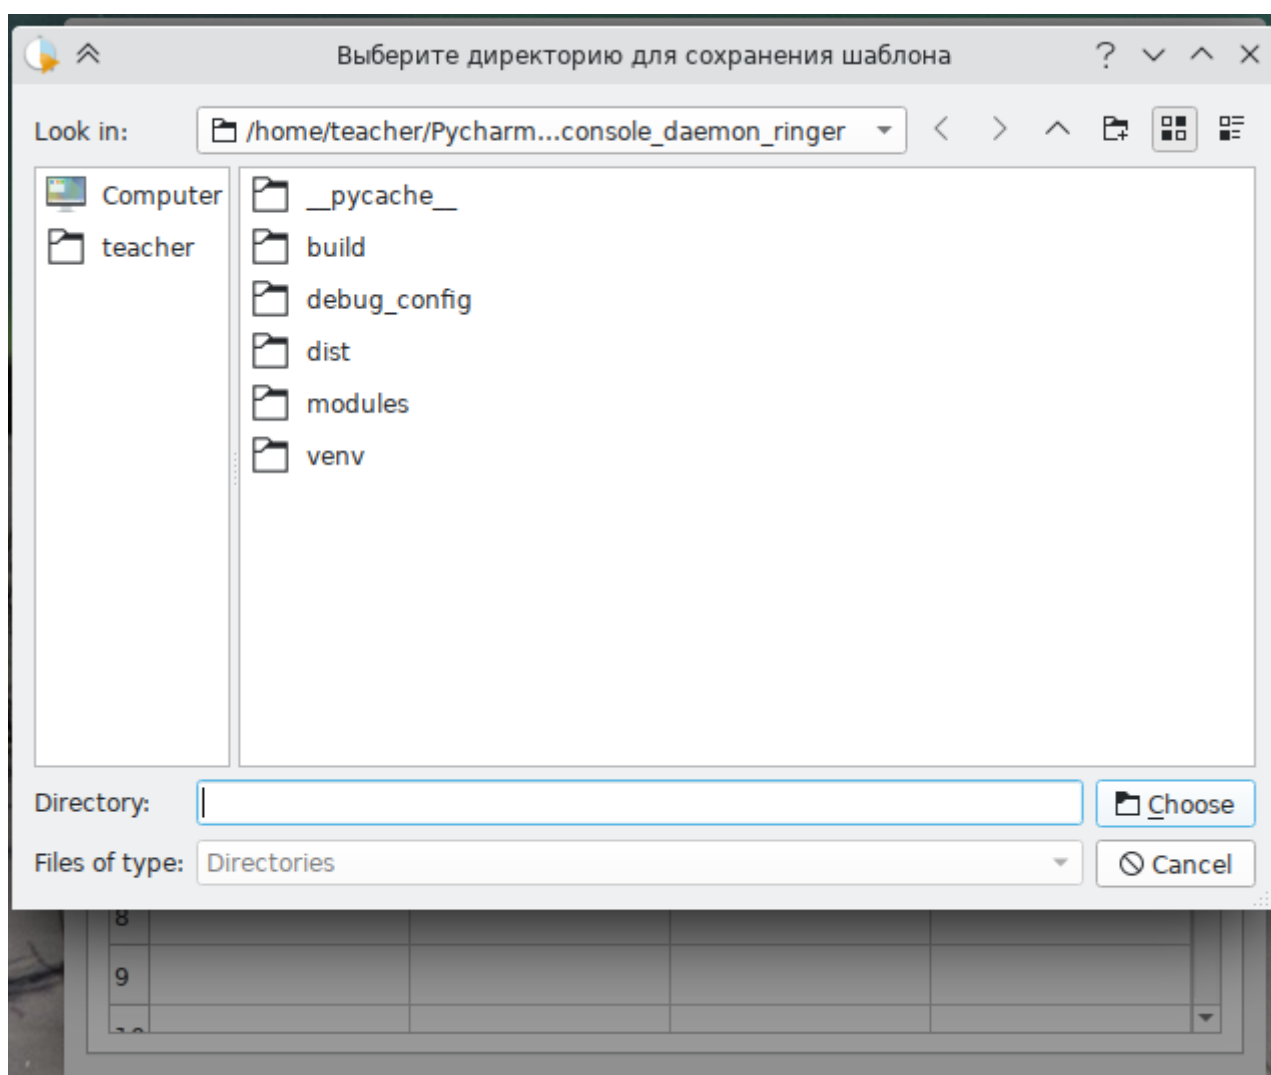 Выберите директорию для сохранения шаблона
Look in: /home/teacher/Pycharm...console_daemon_ringer
Computer
teacher
__pycache__
build
debug_config
dist
modules
venv
Directory: Choose
Files of type: Directories Cancel
8
9